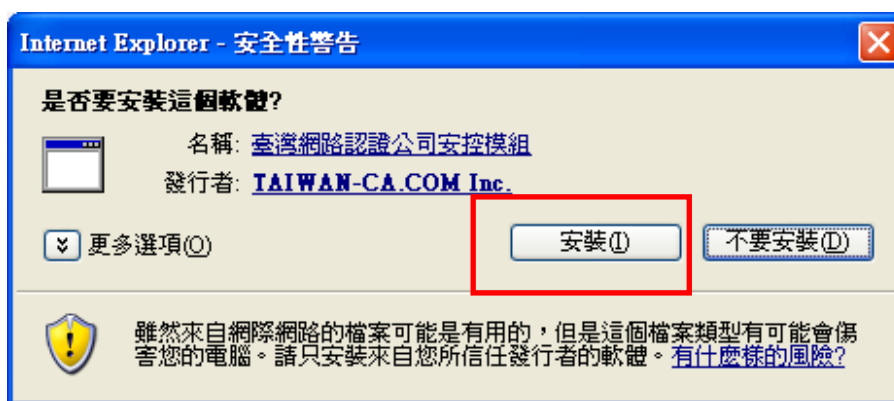 Internet Explorer - 安全性警告
是否要安裝這個軟體?
名稱: 臺灣網路認證公司安控模組
發行者: TAIWAN-CA.COM Inc.
更多選項(O)
安裝(I)
不要安裝(D)
雖然來自網際網路的檔案可能是有用的，但是這個檔案類型有可能會傷
害您的電腦。請只安裝來自您所信任發行者的軟體。有什麼樣的風險?